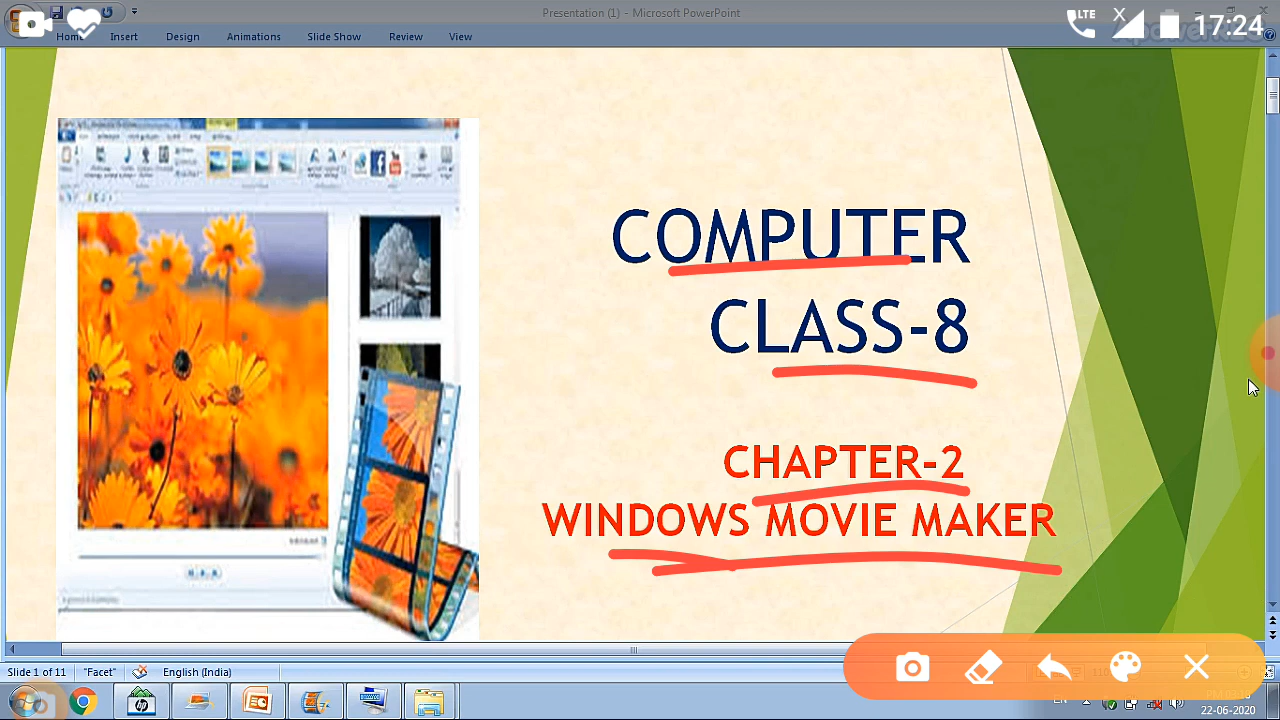 Presentation (1) - Microsoft PowerPoint
LTE X 17:24
Home Insert Design Animations Slide Show Review View
COMPUTER
CLASS-8
CHAPTER-2
WINDOWS MOVIE MAKER
Slide 1 of 11 "Facet" English (India)
22-06-2020